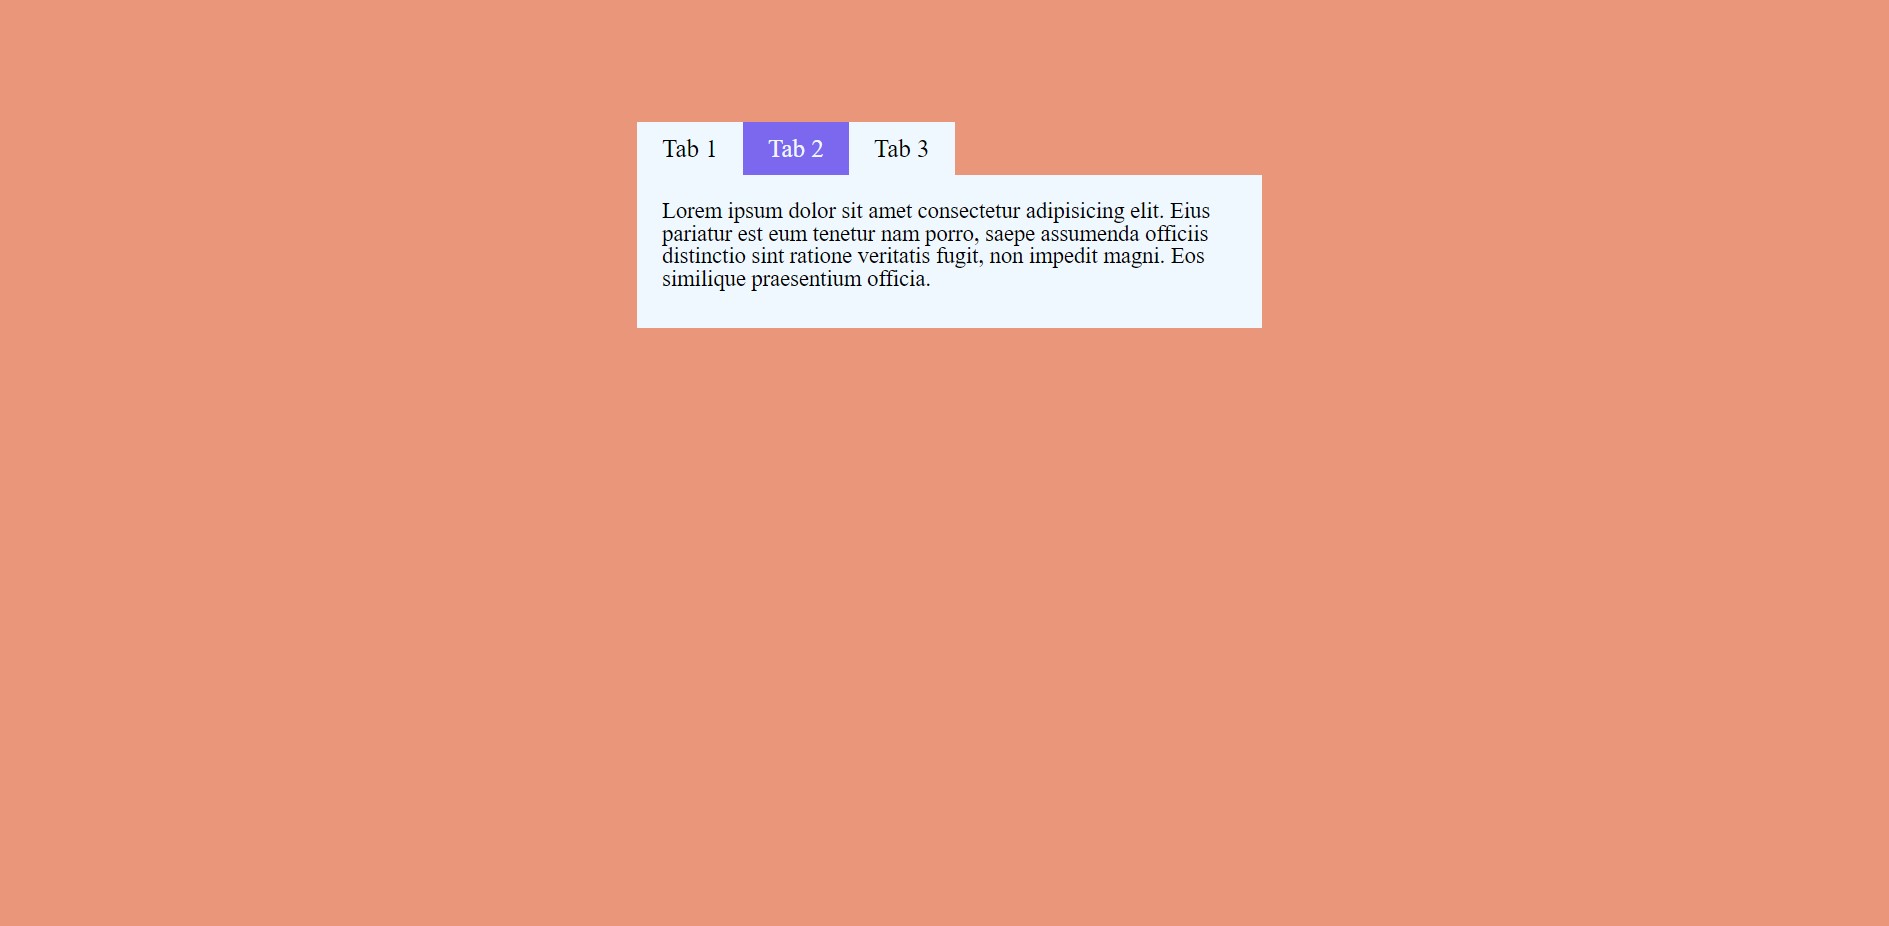 Tab 1 Tab 2 Tab 3
Lorem ipsum dolor sit amet consectetur adipisicing elit. Eius
pariatur est eum tenetur nam porro, saepe assumenda officiis
distinctio sint ratione veritatis fugit, non impedit magni. Eos
similique praesentium officia.